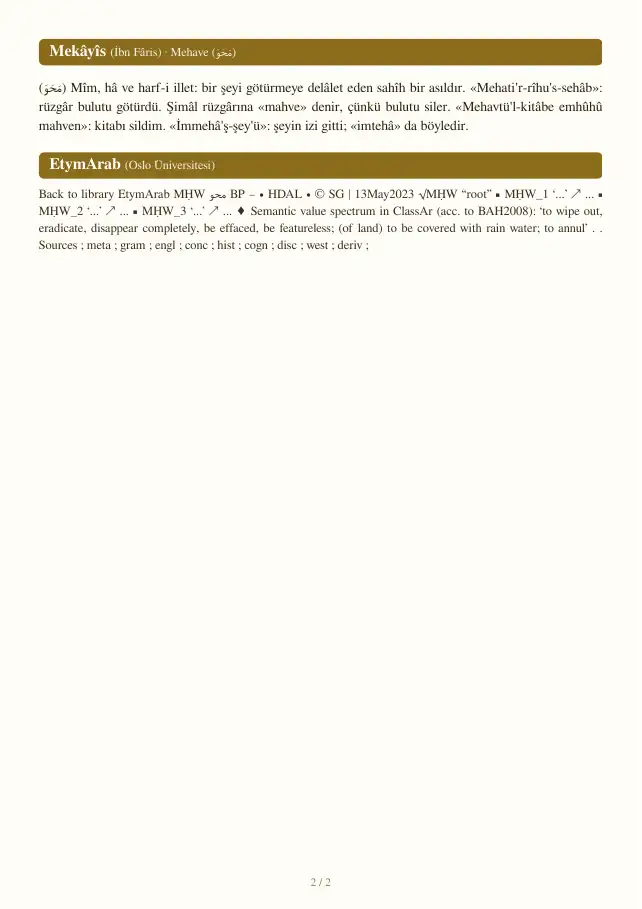 Mekâyîs (İbn Fâris) · Mehave (مَحَوَ)
(مَحَوَ) Mîm, hâ ve harf-i illet: bir şeyi götürmeye delâlet eden sahîh bir asıldır. «Mehati'r-rîhu's-sehâb»:
rüzgâr bulutu götürdü. Şimâl rüzgârına «mahve» denir, çünkü bulutu siler. «Mehavtü'l-kitâbe emhûhû
mahven»: kitabı sildim. «İmmehâ'ş-şey'ü»: şeyin izi gitti; «imtehâ» da böyledir.
EtymArab (Oslo Üniversitesi)
Back to library EtymArab MḤW محو BP – • HDAL • © SG | 13May2023 √MḤW “root” ▪ MḤW_1 ‘...’ ↗ ... ▪
MḤW_2 ‘...’ ↗ ... ▪ MḤW_3 ‘...’ ↗ ... ♦ Semantic value spectrum in ClassAr (acc. to BAH2008): ‘to wipe out,
eradicate, disappear completely, be effaced, be featureless; (of land) to be covered with rain water; to annul’ . .
Sources ; meta ; gram ; engl ; conc ; hist ; cogn ; disc ; west ; deriv ;
2 / 2